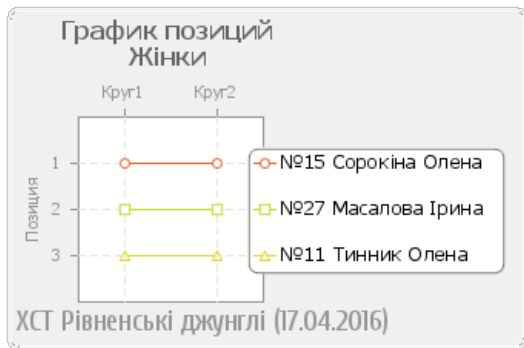 График позиций
Жінки
Круг1 Круг2
Позиция
1
2
3
№15 Сорокіна Олена
№27 Масалова Ірина
№11 Тинник Олена
ХСТ Рівненські джунглі (17.04.2016)